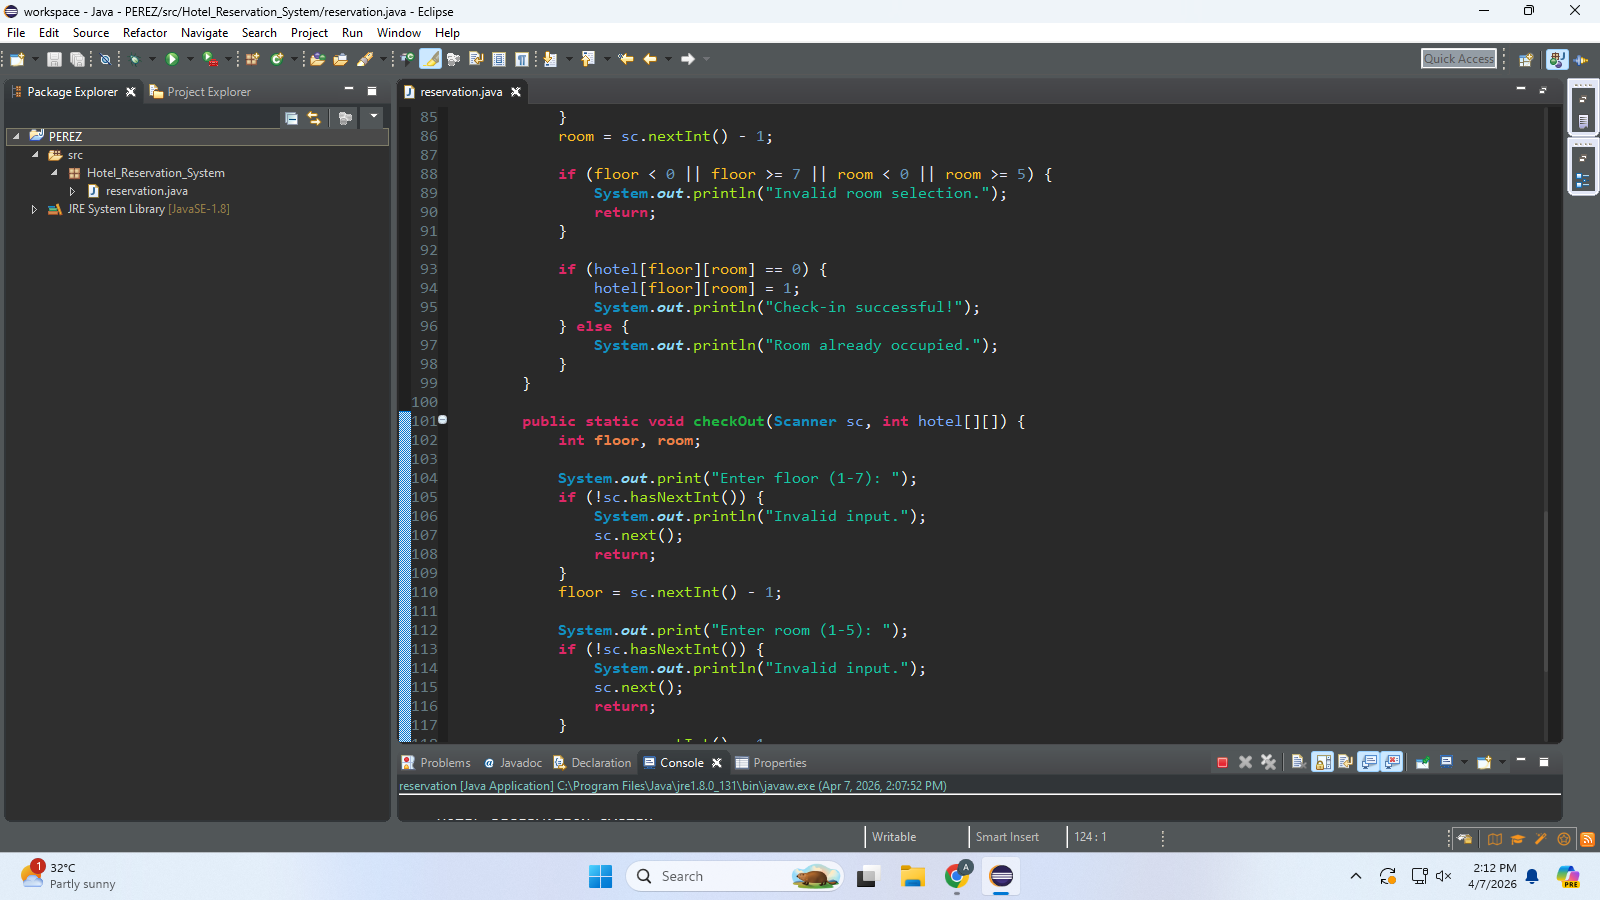 workspace - Java - PEREZ/src/Hotel_Reservation_System/reservation.java - Eclipse
File Edit Source Refactor Navigate Search Project Run Window Help
Quick Access
Package Explorer Project Explorer
PEREZ
src
Hotel_Reservation_System
reservation.java
JRE System Library [JavaSE-1.8]
reservation.java
85 }
86 room = sc.nextInt() - 1;
87
88 if (floor < 0 || floor >= 7 || room < 0 || room >= 5) {
89 System.out.println("Invalid room selection.");
90 return;
91 }
92
93 if (hotel[floor][room] == 0) {
94 hotel[floor][room] = 1;
95 System.out.println("Check-in successful!");
96 } else {
97 System.out.println("Room already occupied.");
98 }
99 }
100
101 public static void checkOut(Scanner sc, int hotel[][]) {
102 int floor, room;
103
104 System.out.print("Enter floor (1-7): ");
105 if (!sc.hasNextInt()) {
106 System.out.println("Invalid input.");
107 sc.next();
108 return;
109 }
110 floor = sc.nextInt() - 1;
111
112 System.out.print("Enter room (1-5): ");
113 if (!sc.hasNextInt()) {
114 System.out.println("Invalid input.");
115 sc.next();
116 return;
117 }
Problems Javadoc Declaration Console Properties
reservation [Java Application] C:\Program Files\Java\jre1.8.0_131\bin\javaw.exe (Apr 7, 2026, 2:07:52 PM)
Writable Smart Insert 124 : 1
1
32°C
Partly sunny
Search
A
PRE
2:12 PM
4/7/2026